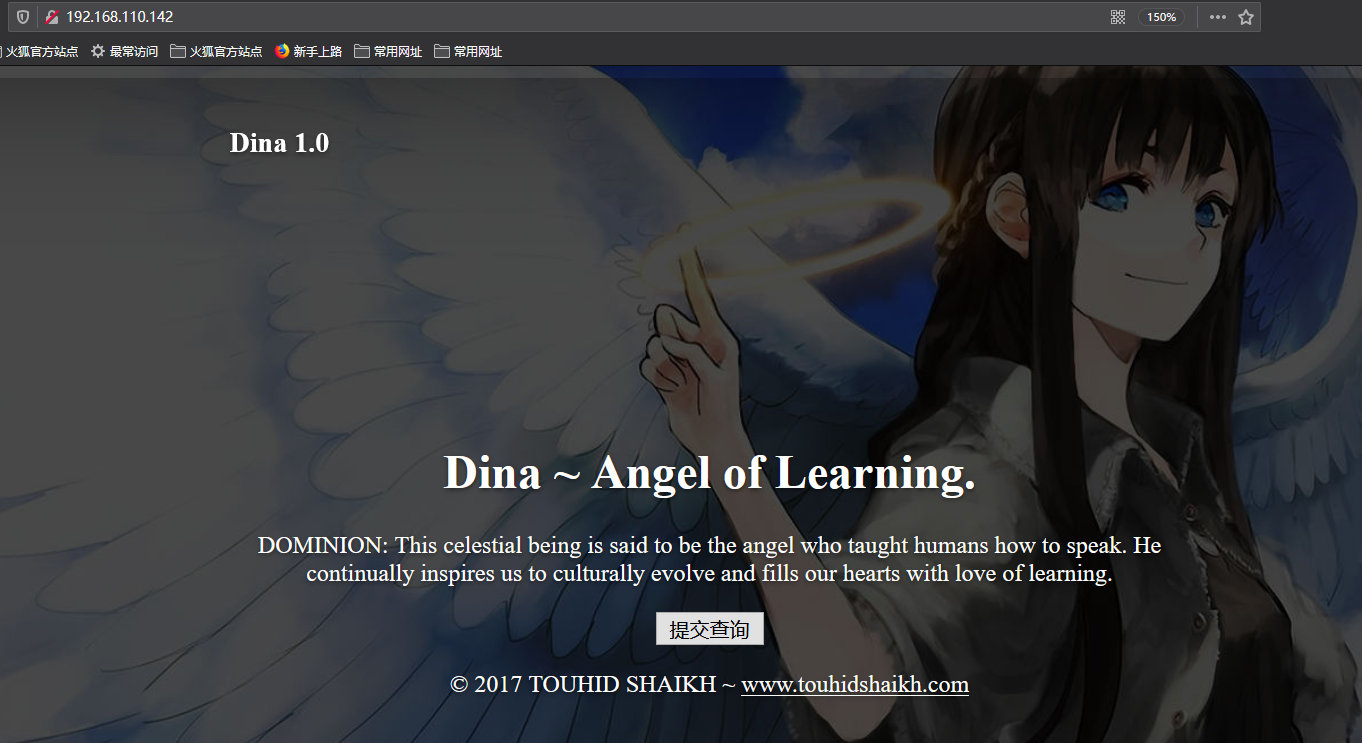 192.168.110.142
150%
火狐官方站点 最常访问 火狐官方站点 新手上路 常用网址 常用网址
Dina 1.0
Dina ~ Angel of Learning.
DOMINION: This celestial being is said to be the angel who taught humans how to speak. He
continually inspires us to culturally evolve and fills our hearts with love of learning.
提交查询
© 2017 TOUHID SHAIKH ~ www.touhidshaikh.com